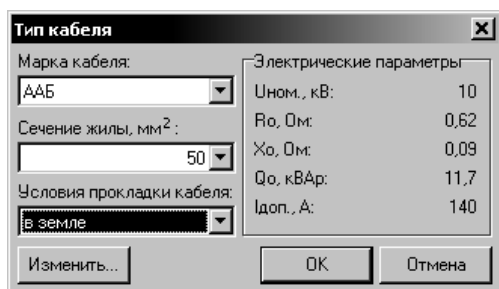 Тип кабеля
Марка кабеля:
ААБ
Сечение жилы, мм²:
50
Условия прокладки кабеля:
в земле
Изменить...
Электрические параметры
Uном., кВ: 10
Ro, Ом: 0,62
Xo, Ом: 0,09
Qo, кВАр: 11,7
Iдоп., А: 140
OK
Отмена